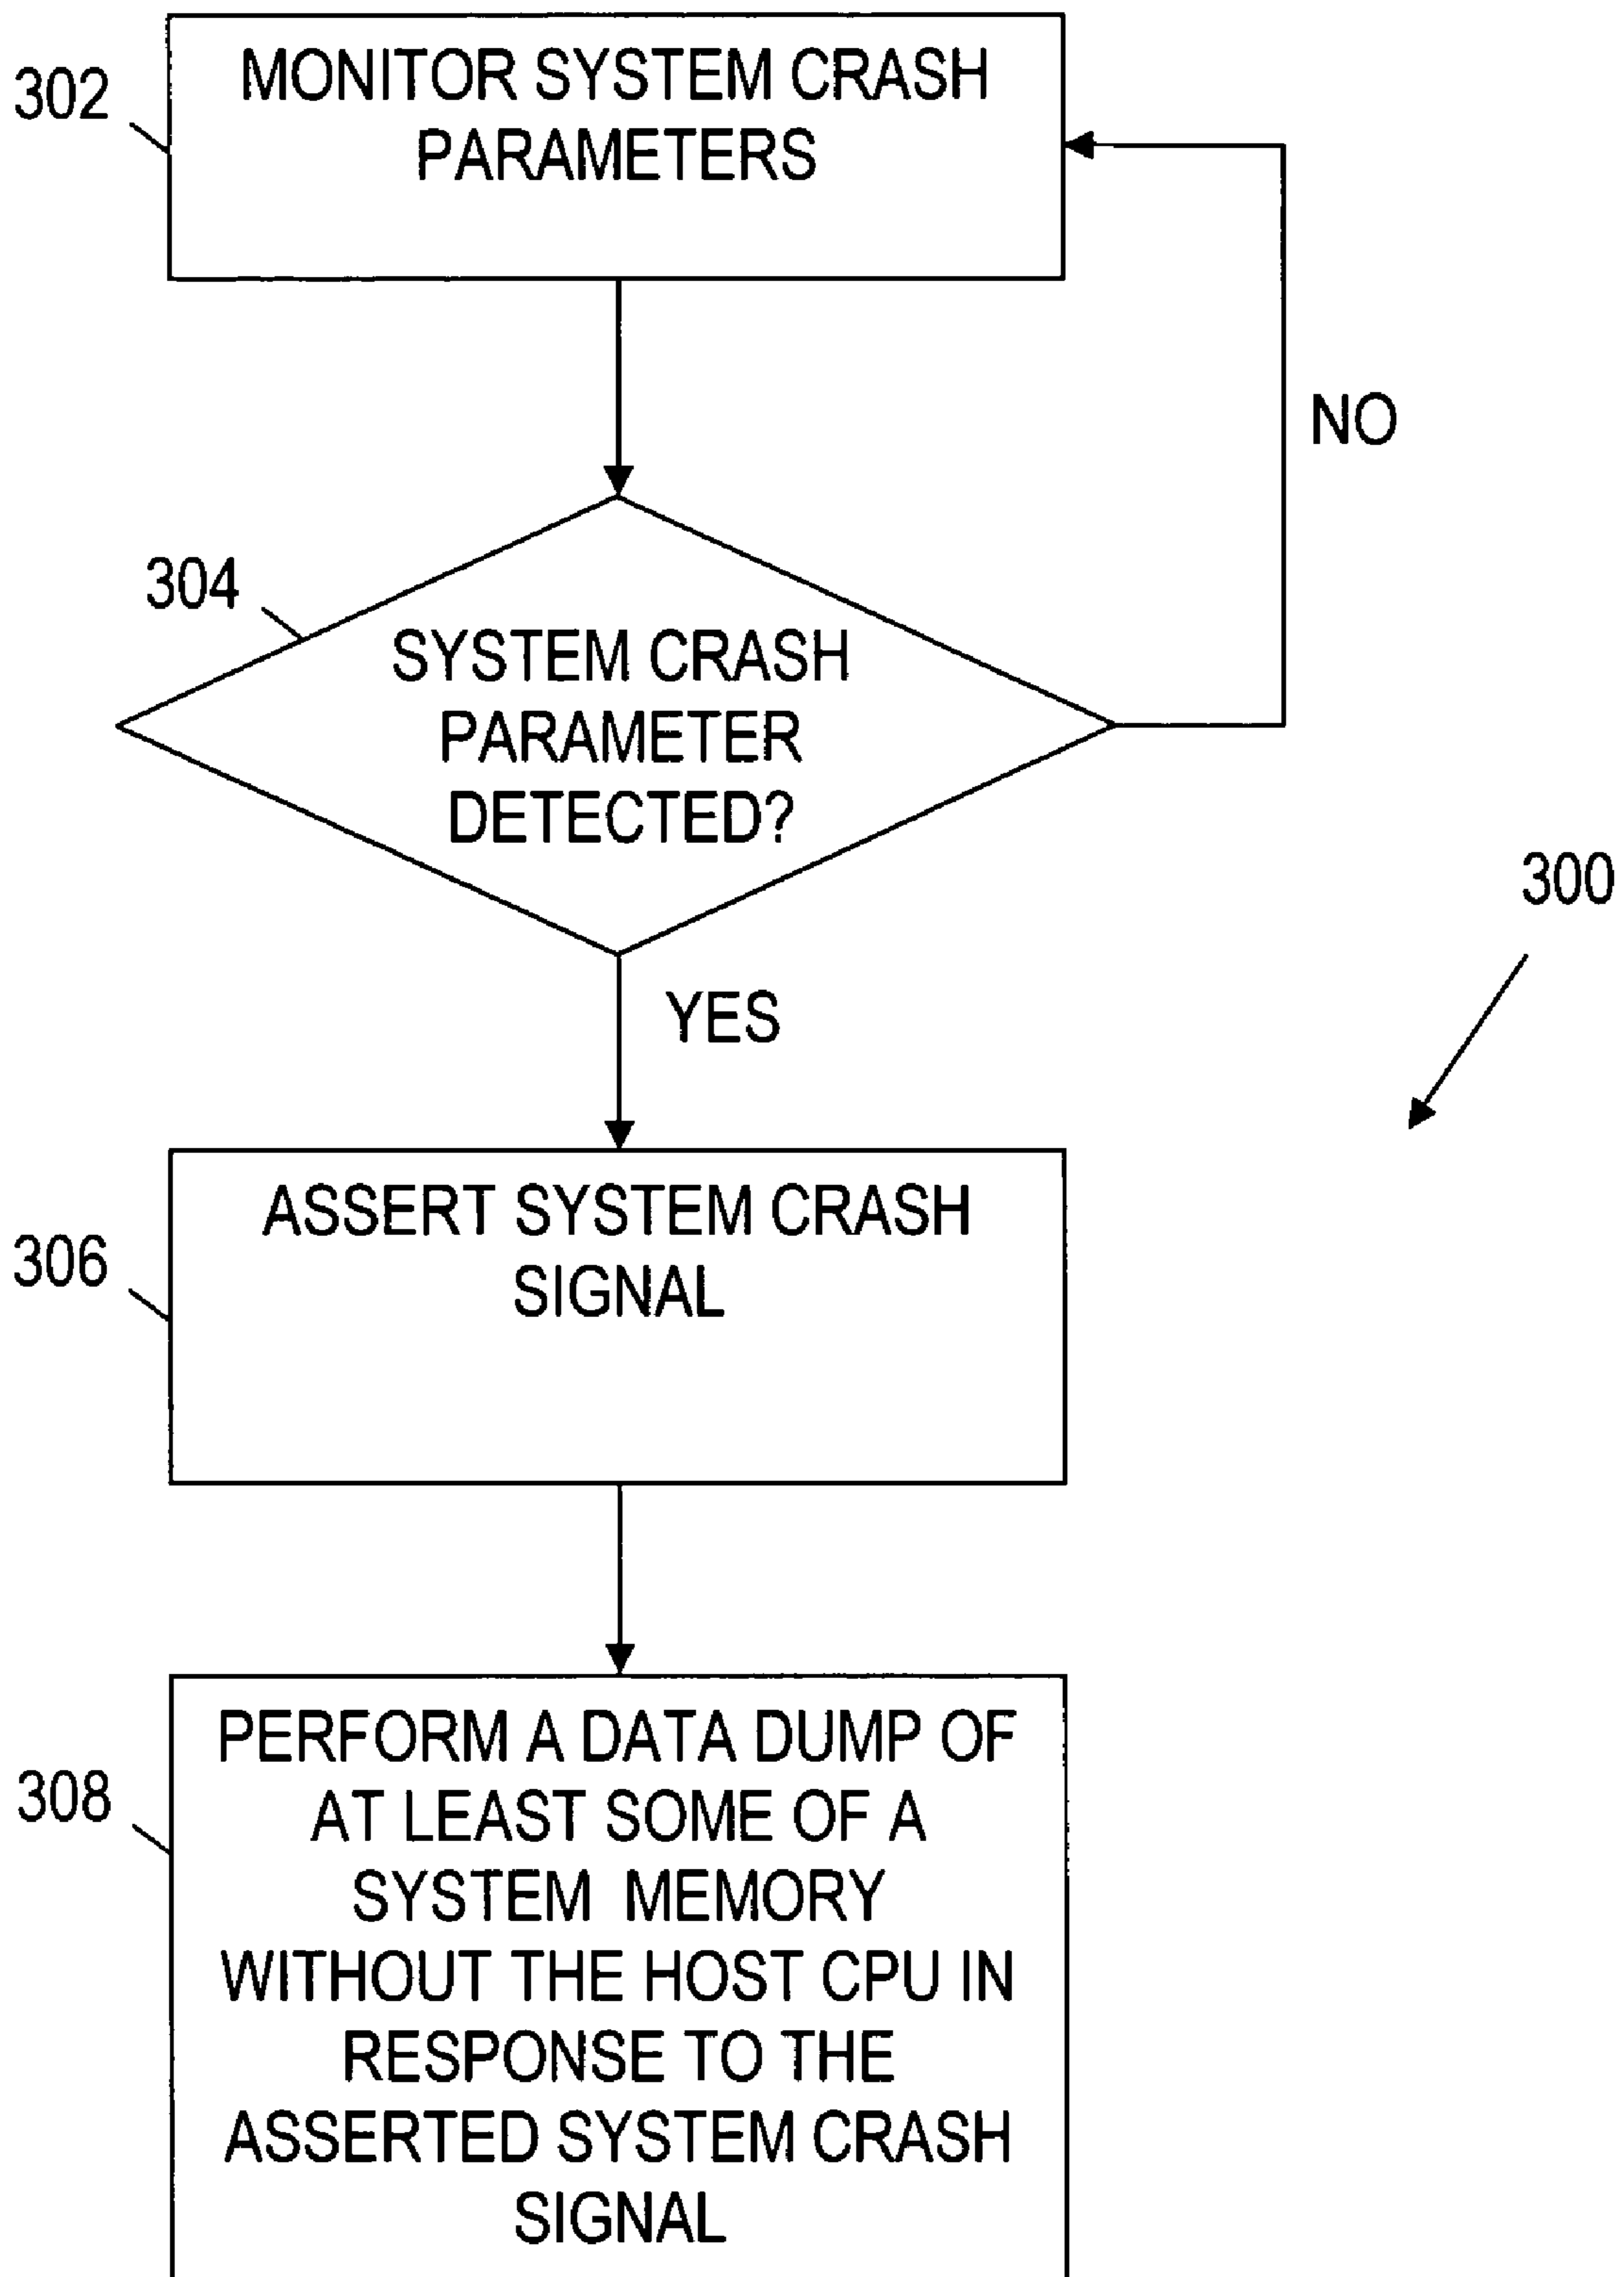 302
MONITOR SYSTEM CRASH
PARAMETERS
NO
304
SYSTEM CRASH
PARAMETER
DETECTED?
300
YES
306
ASSERT SYSTEM CRASH
SIGNAL
308
PERFORM A DATA DUMP OF
AT LEAST SOME OF A
SYSTEM MEMORY
WITHOUT THE HOST CPU IN
RESPONSE TO THE
ASSERTED SYSTEM CRASH
SIGNAL